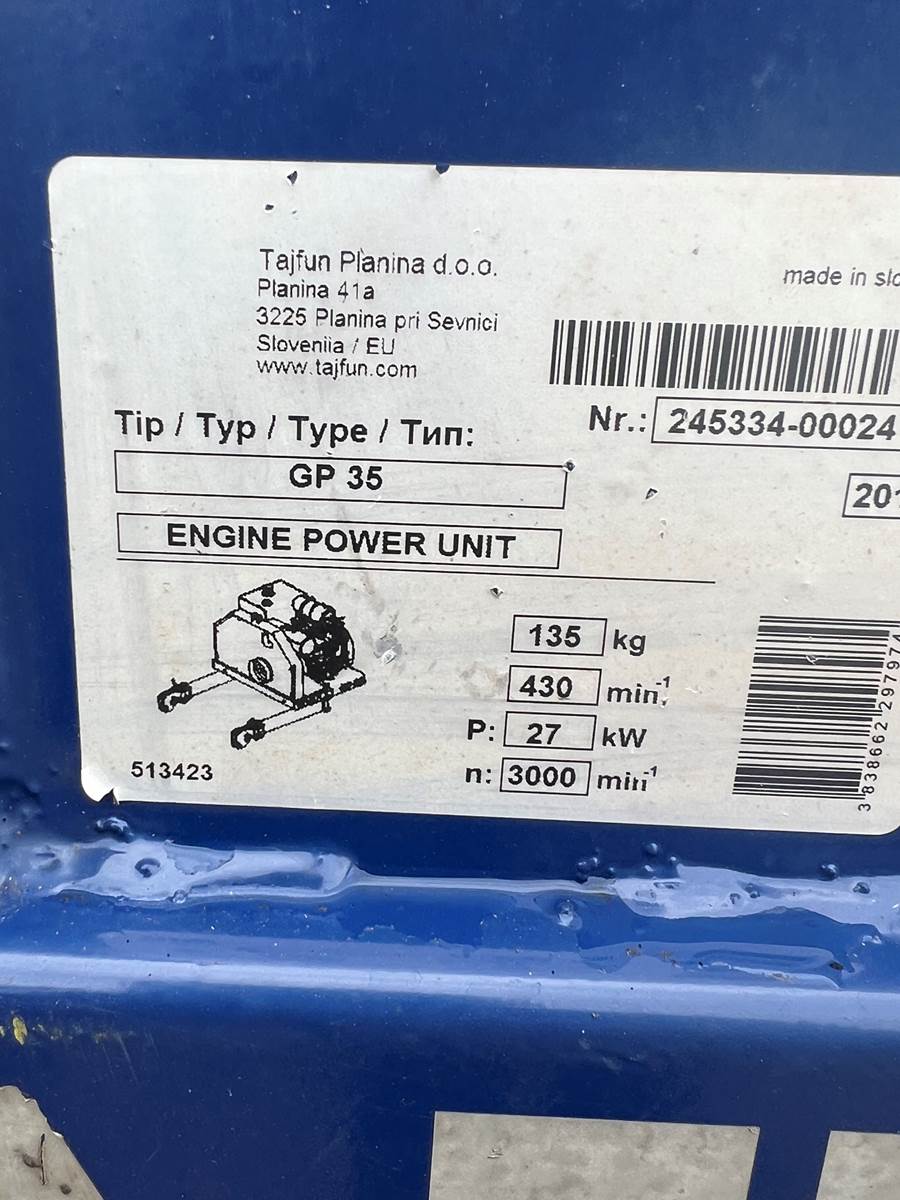 Tajfun Planina d.o.o.
Planina 41a
3225 Planina pri Sevnici
Slovenija / EU
www.tajfun.com
made in slo
Tip / Typ / Type / Тип:
GP 35
Nr.: 245334-00024
201
ENGINE POWER UNIT
135 kg
430 min⁻¹
P: 27 kW
n: 3000 min⁻¹
513423
3838662297974